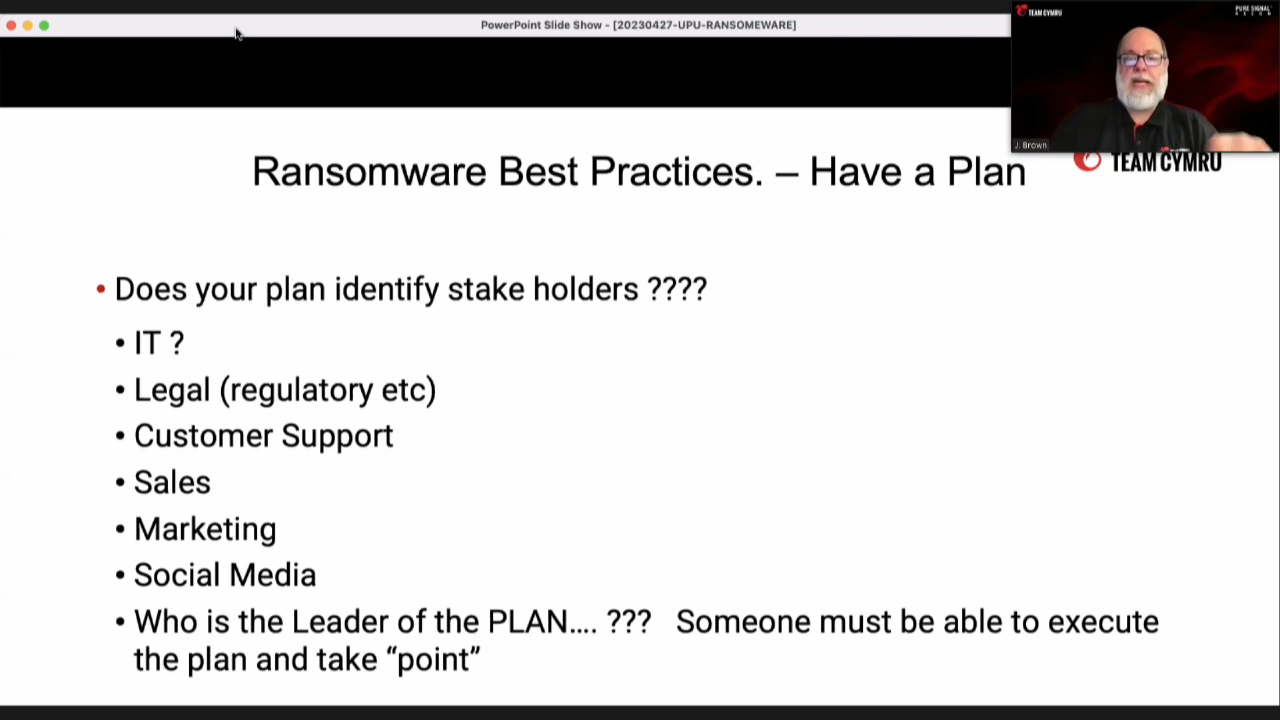 PowerPoint Slide Show - [20230427-UPU-RANSOMEWARE]
TEAM CYMRU
PURE SIGNAL
RECON
J. Brown
TEAM CYMRU
Ransomware Best Practices. – Have a Plan
• Does your plan identify stake holders ????
• IT ?
• Legal (regulatory etc)
• Customer Support
• Sales
• Marketing
• Social Media
• Who is the Leader of the PLAN.... ??? Someone must be able to execute
the plan and take “point”